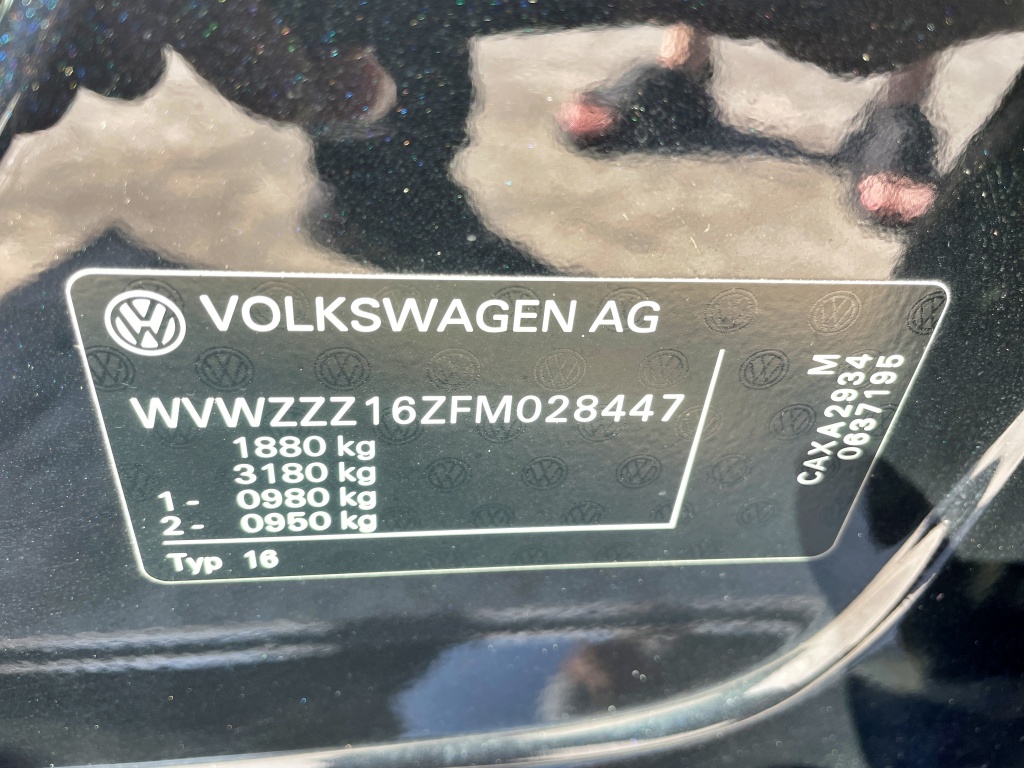 VOLKSWAGEN AG
WVWZZZ16ZFM028447
1880 kg
3180 kg
1- 0980 kg
2- 0950 kg
Typ 16
M
CAXA2934
0637195